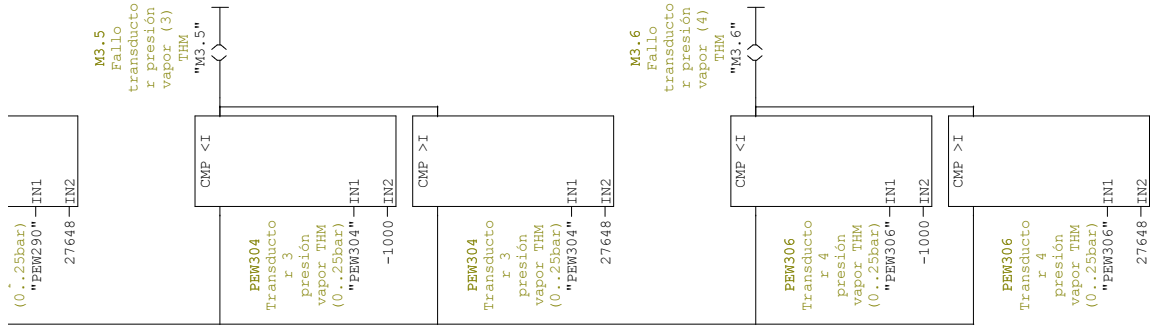 (0..25bar)
"PEW290" IN1
27648 IN2
M3.5
Fallo
transducto
r presión
vapor (3)
THM
"M3.5"
CMP <I
PEW304
Transducto
r 3
presión
vapor THM
(0..25bar)
"PEW304" IN1
-1000 IN2
CMP >I
PEW304
Transducto
r 3
presión
vapor THM
(0..25bar)
"PEW304" IN1
27648 IN2
M3.6
Fallo
transducto
r presión
vapor (4)
THM
"M3.6"
CMP <I
PEW306
Transducto
r 4
presión
vapor THM
(0..25bar)
"PEW306" IN1
-1000 IN2
CMP >I
PEW306
Transducto
r 4
presión
vapor THM
(0..25bar)
"PEW306" IN1
27648 IN2